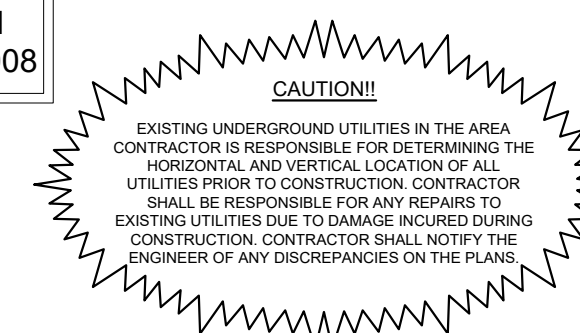 08
CAUTION!!
EXISTING UNDERGROUND UTILITIES IN THE AREA
CONTRACTOR IS RESPONSIBLE FOR DETERMINING THE
HORIZONTAL AND VERTICAL LOCATION OF ALL
UTILITIES PRIOR TO CONSTRUCTION. CONTRACTOR
SHALL BE RESPONSIBLE FOR ANY REPAIRS TO
EXISTING UTILITIES DUE TO DAMAGE INCURED DURING
CONSTRUCTION. CONTRACTOR SHALL NOTIFY THE
ENGINEER OF ANY DISCREPANCIES ON THE PLANS.